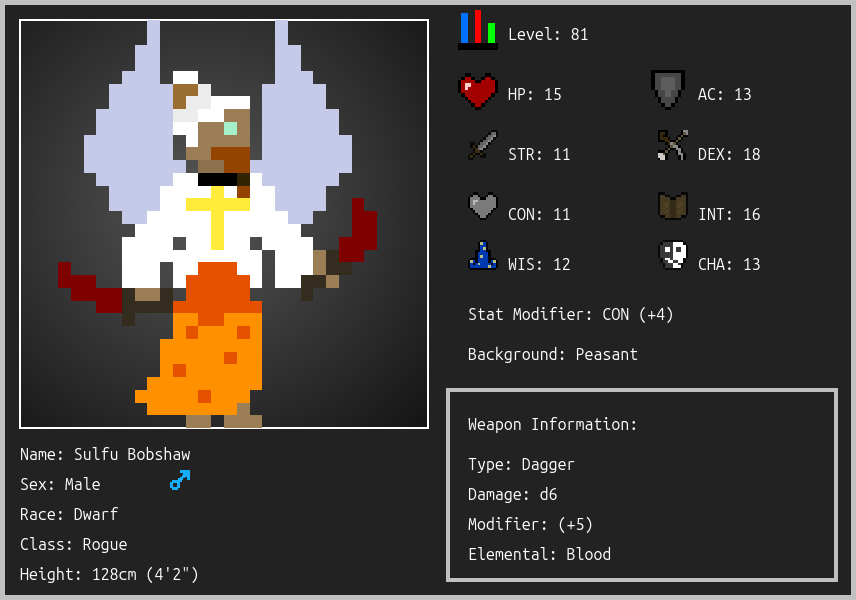 Level: 81
HP: 15
AC: 13
STR: 11
DEX: 18
CON: 11
INT: 16
WIS: 12
CHA: 13
Stat Modifier: CON (+4)
Background: Peasant
Weapon Information:
Type: Dagger
Damage: d6
Modifier: (+5)
Elemental: Blood
Name: Sulfu Bobshaw
Sex: Male
Race: Dwarf
Class: Rogue
Height: 128cm (4'2")